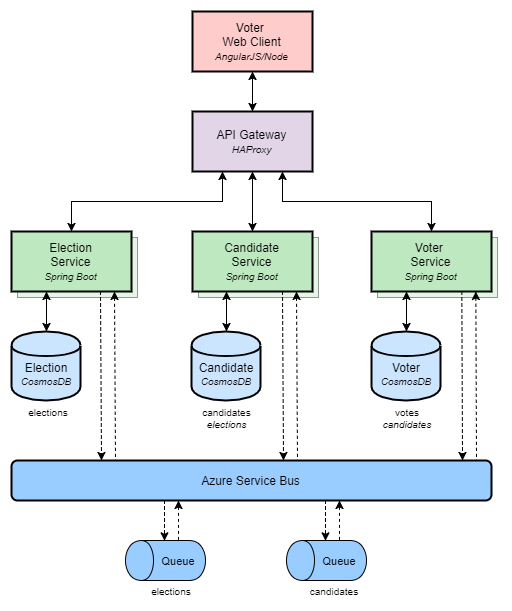 Voter
Web Client
AngularJS/Node
API Gateway
HAProxy
Election
Service
Spring Boot
Candidate
Service
Spring Boot
Voter
Service
Spring Boot
Election
CosmosDB
Candidate
CosmosDB
Voter
CosmosDB
elections
candidates
elections
votes
candidates
Azure Service Bus
Queue
Queue
elections
candidates